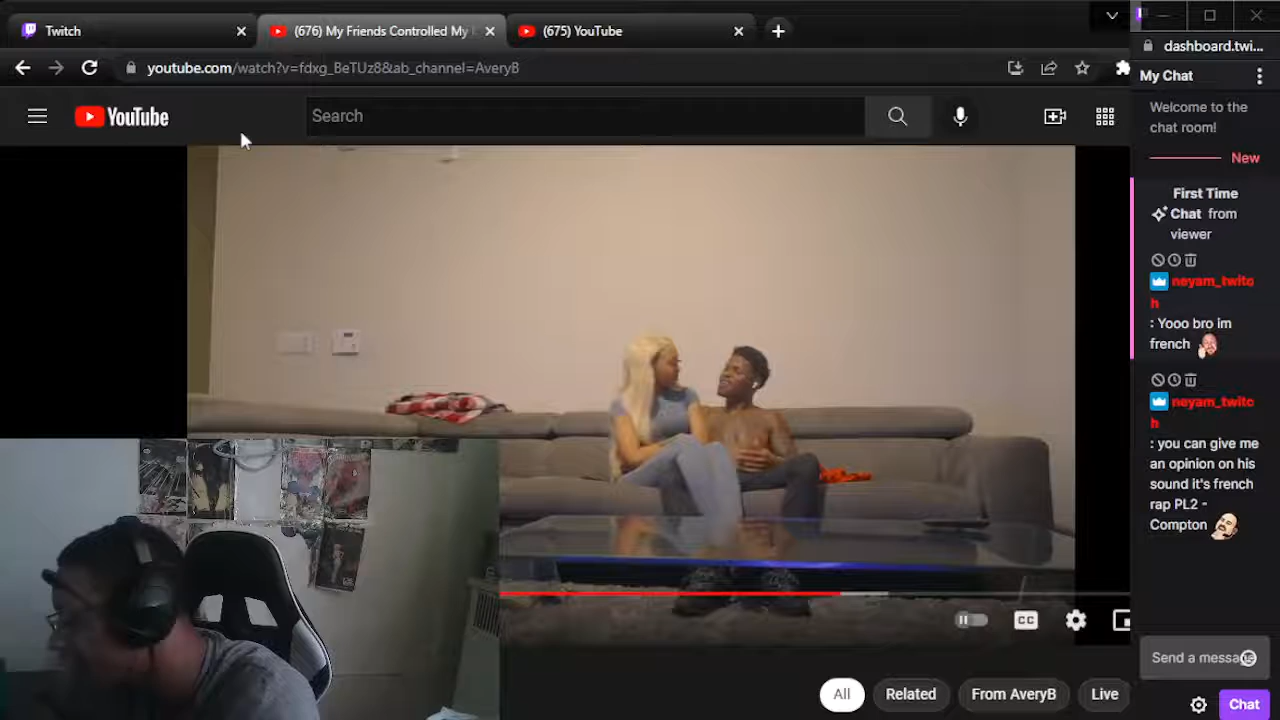 Twitch
(676) My Friends Controlled My
(675) YouTube
youtube.com/watch?v=fdxg_BeTUz8&ab_channel=AveryB
dashboard.twi...
YouTube
Search
CC
All
Related
From AveryB
Live
My Chat
Welcome to the
chat room!
New
First Time
Chat from
viewer
neyam_twitc
h
: Yooo bro im
french
neyam_twitc
h
: you can give me
an opinion on his
sound it's french
rap PL2 -
Compton
Send a messag
Chat